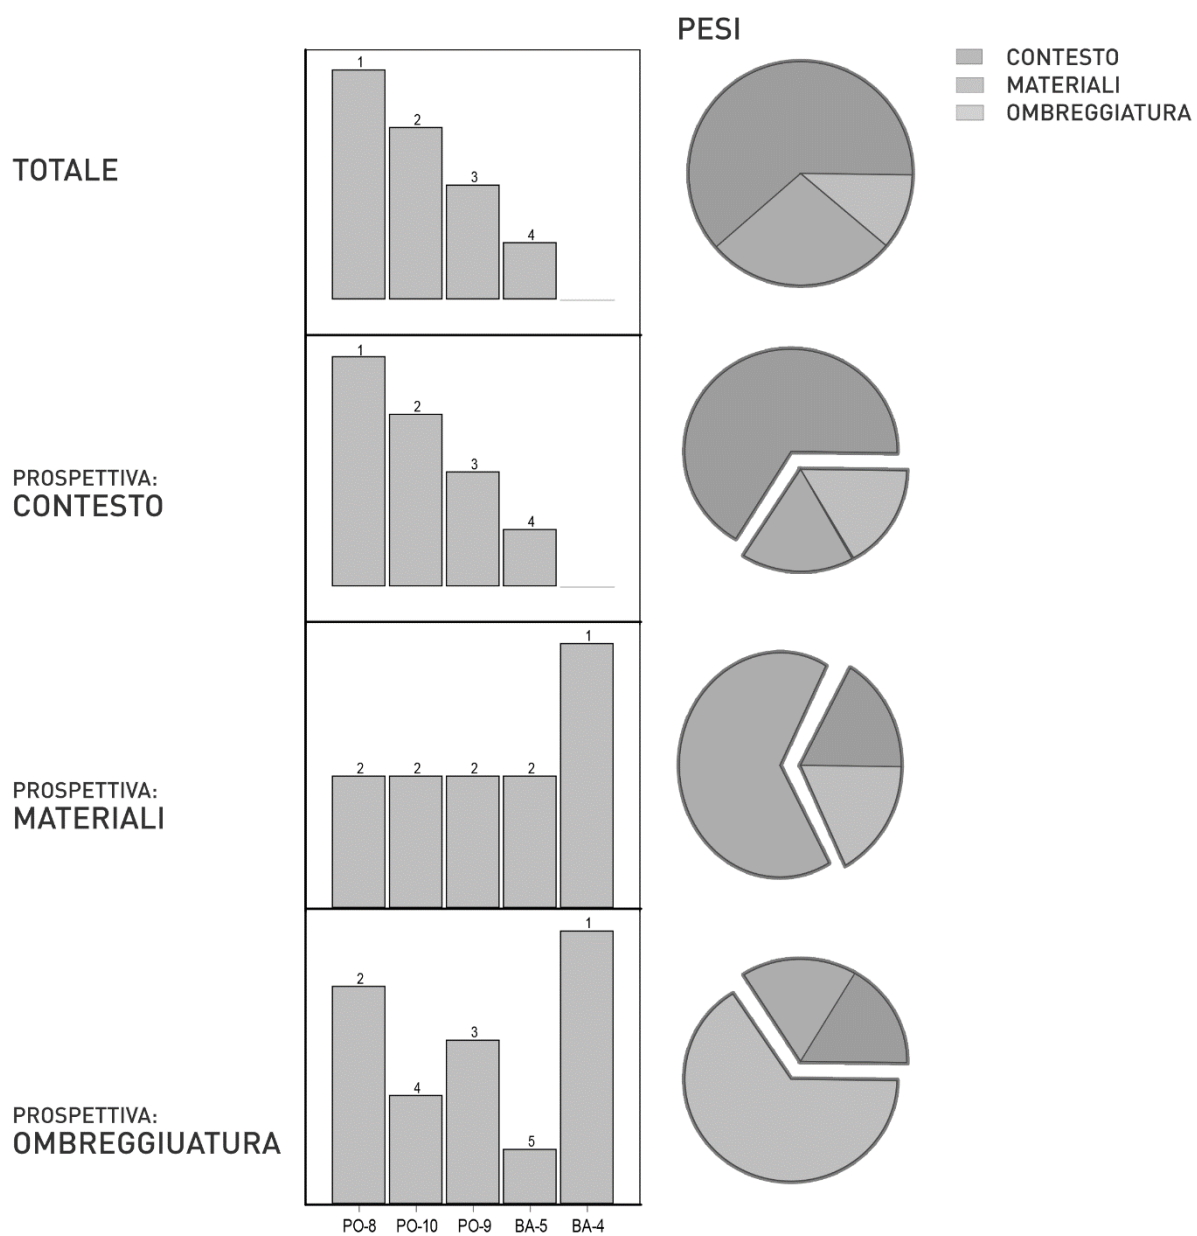 PESI
CONTESTO
MATERIALI
OMBREGGIATURA
TOTALE
1
2
3
4
PROSPETTIVA:
CONTESTO
1
2
3
4
PROSPETTIVA:
MATERIALI
2
2
2
2
1
PROSPETTIVA:
OMBREGGIUATURA
2
4
3
5
1
PO-8
PO-10
PO-9
BA-5
BA-4